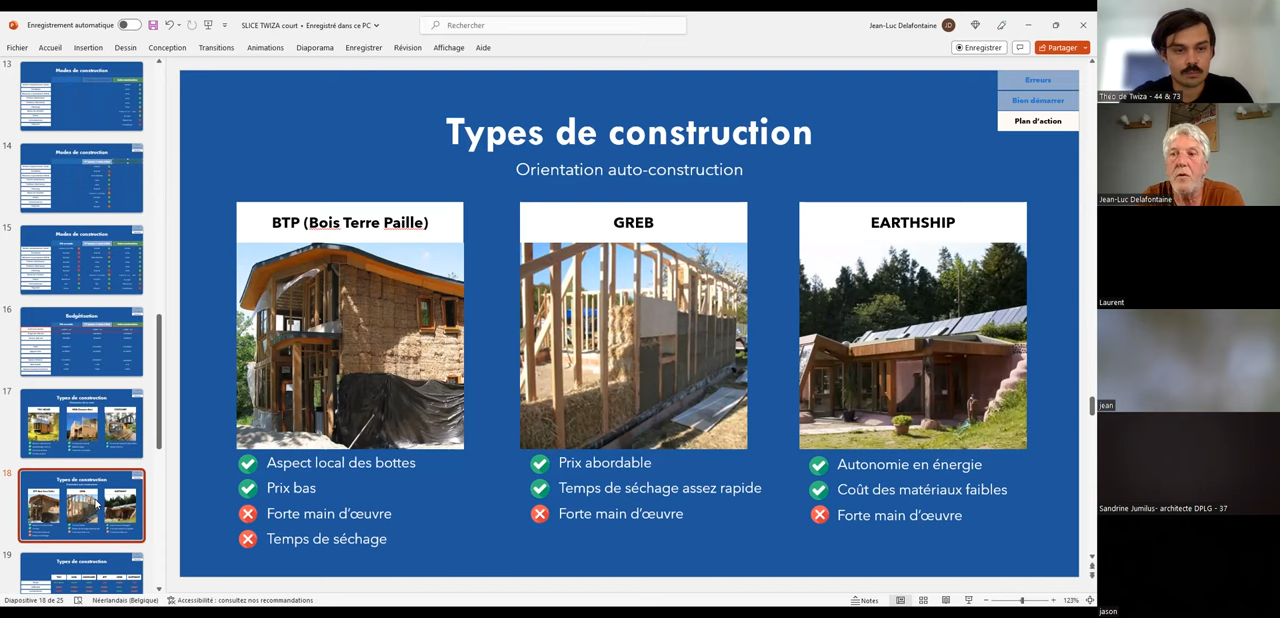 Enregistrement automatique
SLICE TWIZA court • Enregistré dans ce PC
Rechercher
Jean-Luc Delafontaine
JD
Fichier Accueil Insertion Dessin Conception Transitions Animations Diaporama Enregistrer Révision Affichage Aide
Enregistrer
Partager
13
Modes de construction
14
Modes de construction
15
Modes de construction
16
Budgétisation
17
Types de construction
18
Types de construction
19
Types de construction
Erreurs
Bien démarrer
Plan d'action
Types de construction
Orientation auto-construction
BTP (Bois Terre Paille)
Aspect local des bottes
Prix bas
Forte main d'œuvre
Temps de séchage
GREB
Prix abordable
Temps de séchage assez rapide
Forte main d'œuvre
EARTHSHIP
Autonomie en énergie
Coût des matériaux faibles
Forte main d'œuvre
Diapositive 18 de 25
Néerlandais (Belgique)
Accessibilité : consultez nos recommandations
Notes
123%
Théo de Twiza - 44 & 73
Jean-Luc Delafontaine
Laurent
jean
Sandrine Jumilus- architecte DPLG - 37
jason